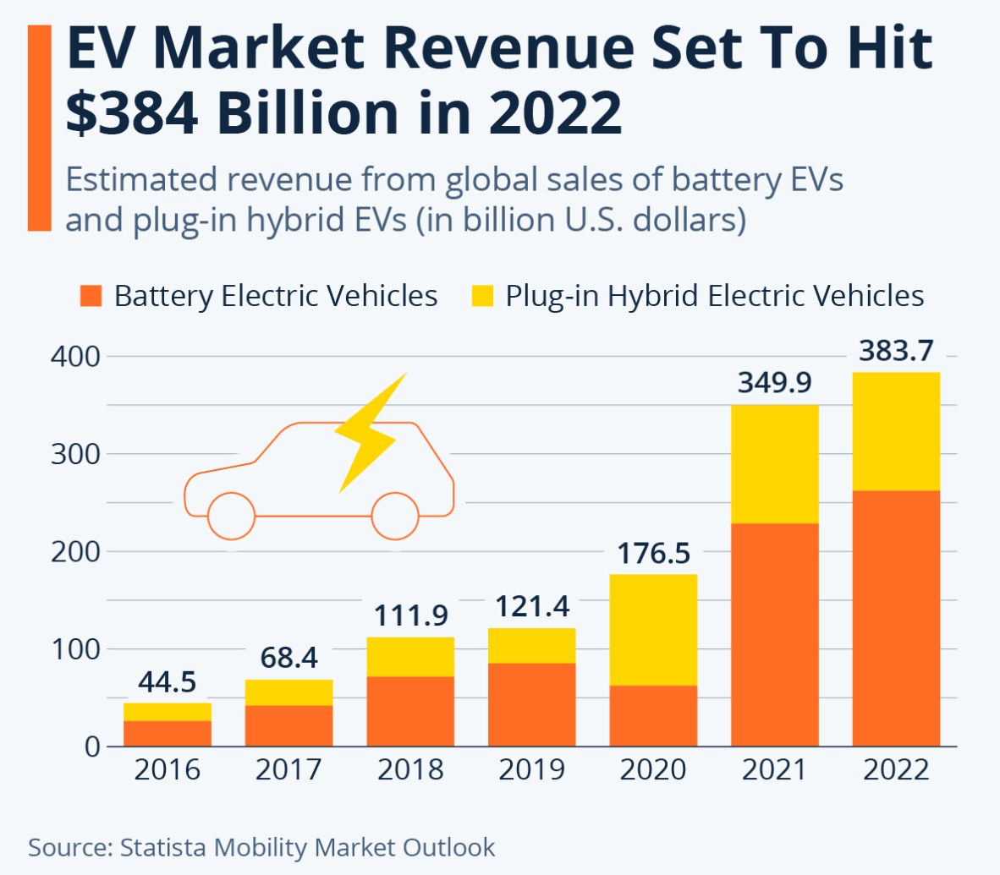 EV Market Revenue Set To Hit
$384 Billion in 2022
Estimated revenue from global sales of battery EVs
and plug-in hybrid EVs (in billion U.S. dollars)
Battery Electric Vehicles Plug-in Hybrid Electric Vehicles
400
300
200
100
0
44.5
68.4
111.9
121.4
176.5
349.9
383.7
2016 2017 2018 2019 2020 2021 2022
Source: Statista Mobility Market Outlook